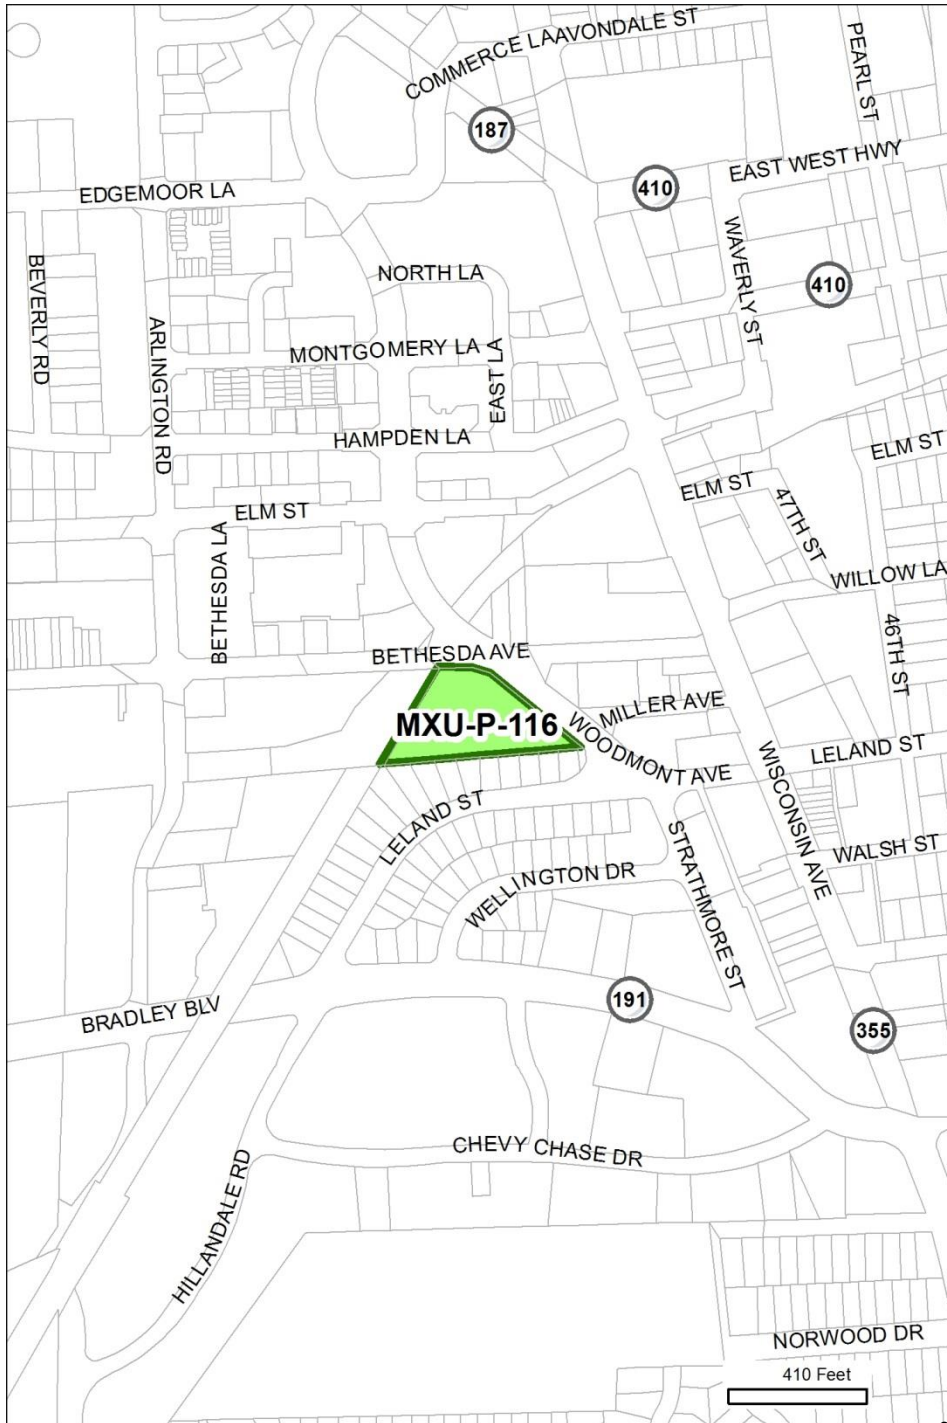 COMMERCE LA
AVONDALE ST
PEARL ST
187
EAST WEST HWY
410
EDGEMOOR LA
WAVERLY ST
BEVERLY RD
NORTH LA
410
ARLINGTON RD
MONTGOMERY LA
EAST LA
HAMPDEN LA
ELM ST
ELM ST
47TH ST
ELM ST
BETHESDA LA
WILLOW LA
46TH ST
BETHESDA AVE
MXU-P-116
MILLER AVE
WOODMONT AVE
LELAND ST
WISCONSIN AVE
LELAND ST
STRATHMORE ST
WALSH ST
WELLINGTON DR
191
BRADLEY BLV
355
CHEVY CHASE DR
HILLANDALE RD
NORWOOD DR
410 Feet